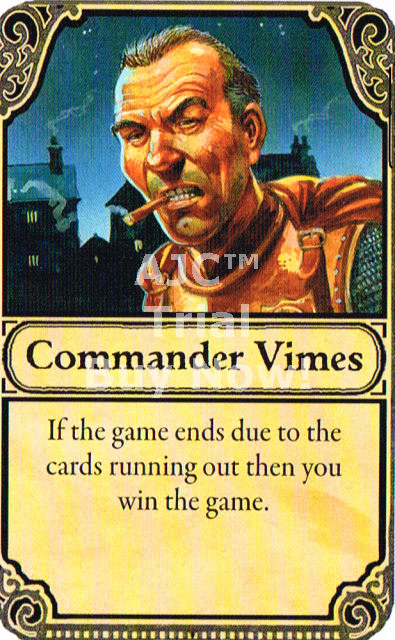 AJC™
Trial
Commander Vimes
Buy Now!
If the game ends due to the
cards running out then you
win the game.